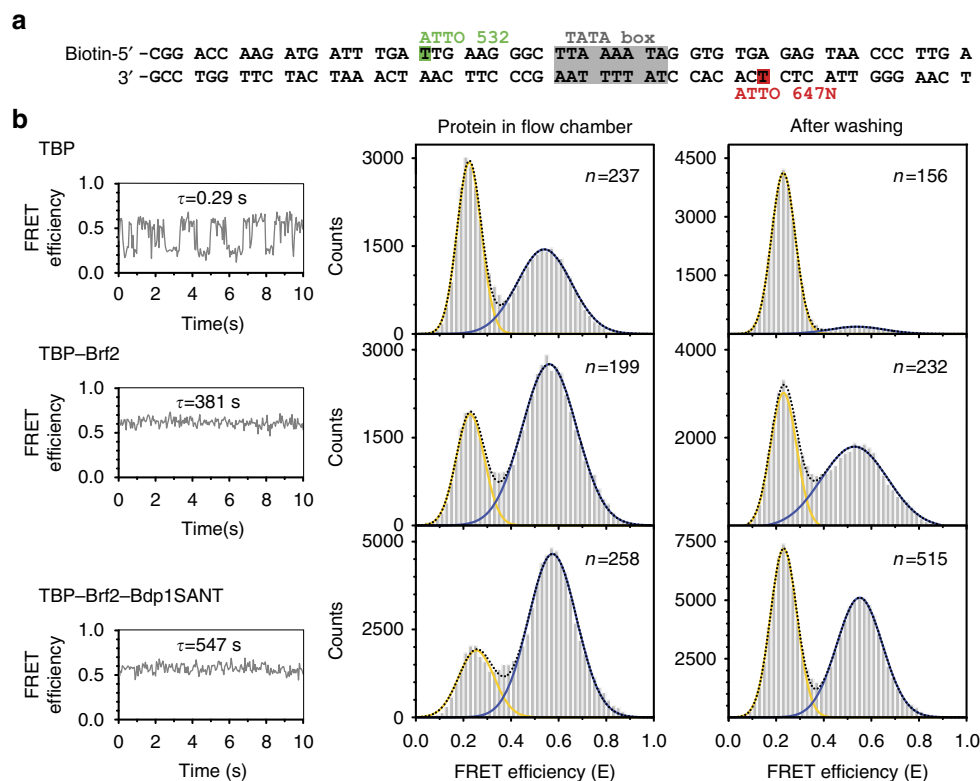 a
ATTO 532 TATA box
Biotin-5′ -CGG ACC AAG ATG ATT TGA TTG AAG GGC TTA AAA TAG GTG TGA GAG TAA CCC TTG A
3′ -GCC TGG TTC TAC TAA ACT AAC TTC CCG AAT TTT ATC CAC ACT CTC ATT GGG AAC T
ATTO 647N
b
TBP
τ=0.29 s
FRET efficiency
1.0
0.5
0.0
0 2 4 6 8 10
Time(s)
Protein in flow chamber
n=237
Counts
3000
1500
0
After washing
n=156
4500
3000
1500
0
TBP–Brf2
τ=381 s
FRET efficiency
1.0
0.5
0.0
0 2 4 6 8 10
Time(s)
n=199
Counts
3000
1500
0
n=232
4000
2000
0
TBP–Brf2–Bdp1SANT
τ=547 s
FRET efficiency
1.0
0.5
0.0
0 2 4 6 8 10
Time (s)
n=258
Counts
5000
2500
0
0.0 0.2 0.4 0.6 0.8 1.0
FRET efficiency (E)
n=515
7500
5000
2500
0
0.0 0.2 0.4 0.6 0.8 1.0
FRET efficiency (E)